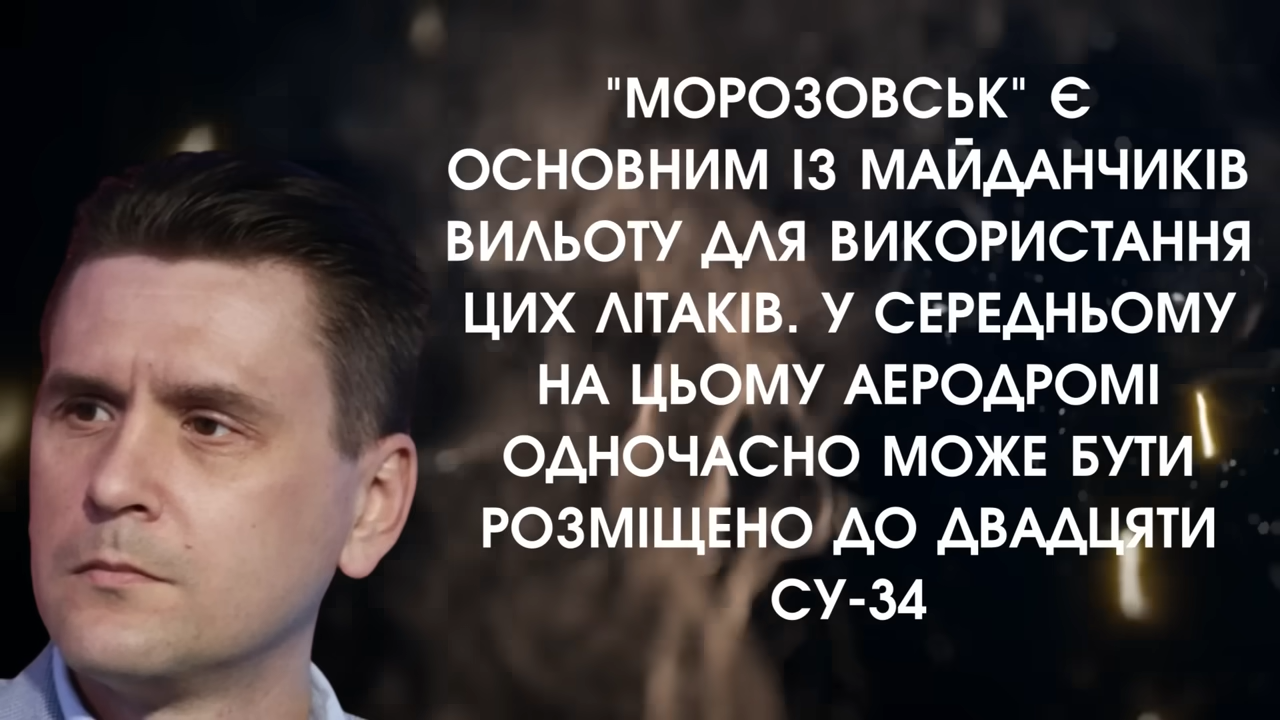 "МОРОЗОВСЬК" Є
ОСНОВНИМ ІЗ МАЙДАНЧИКІВ
ВИЛЬОТУ ДЛЯ ВИКОРИСТАННЯ
ЦИХ ЛІТАКІВ. У СЕРЕДНЬОМУ
НА ЦЬОМУ АЕРОДРОМІ
ОДНОЧАСНО МОЖЕ БУТИ
РОЗМІЩЕНО ДО ДВАДЦЯТИ
СУ-34